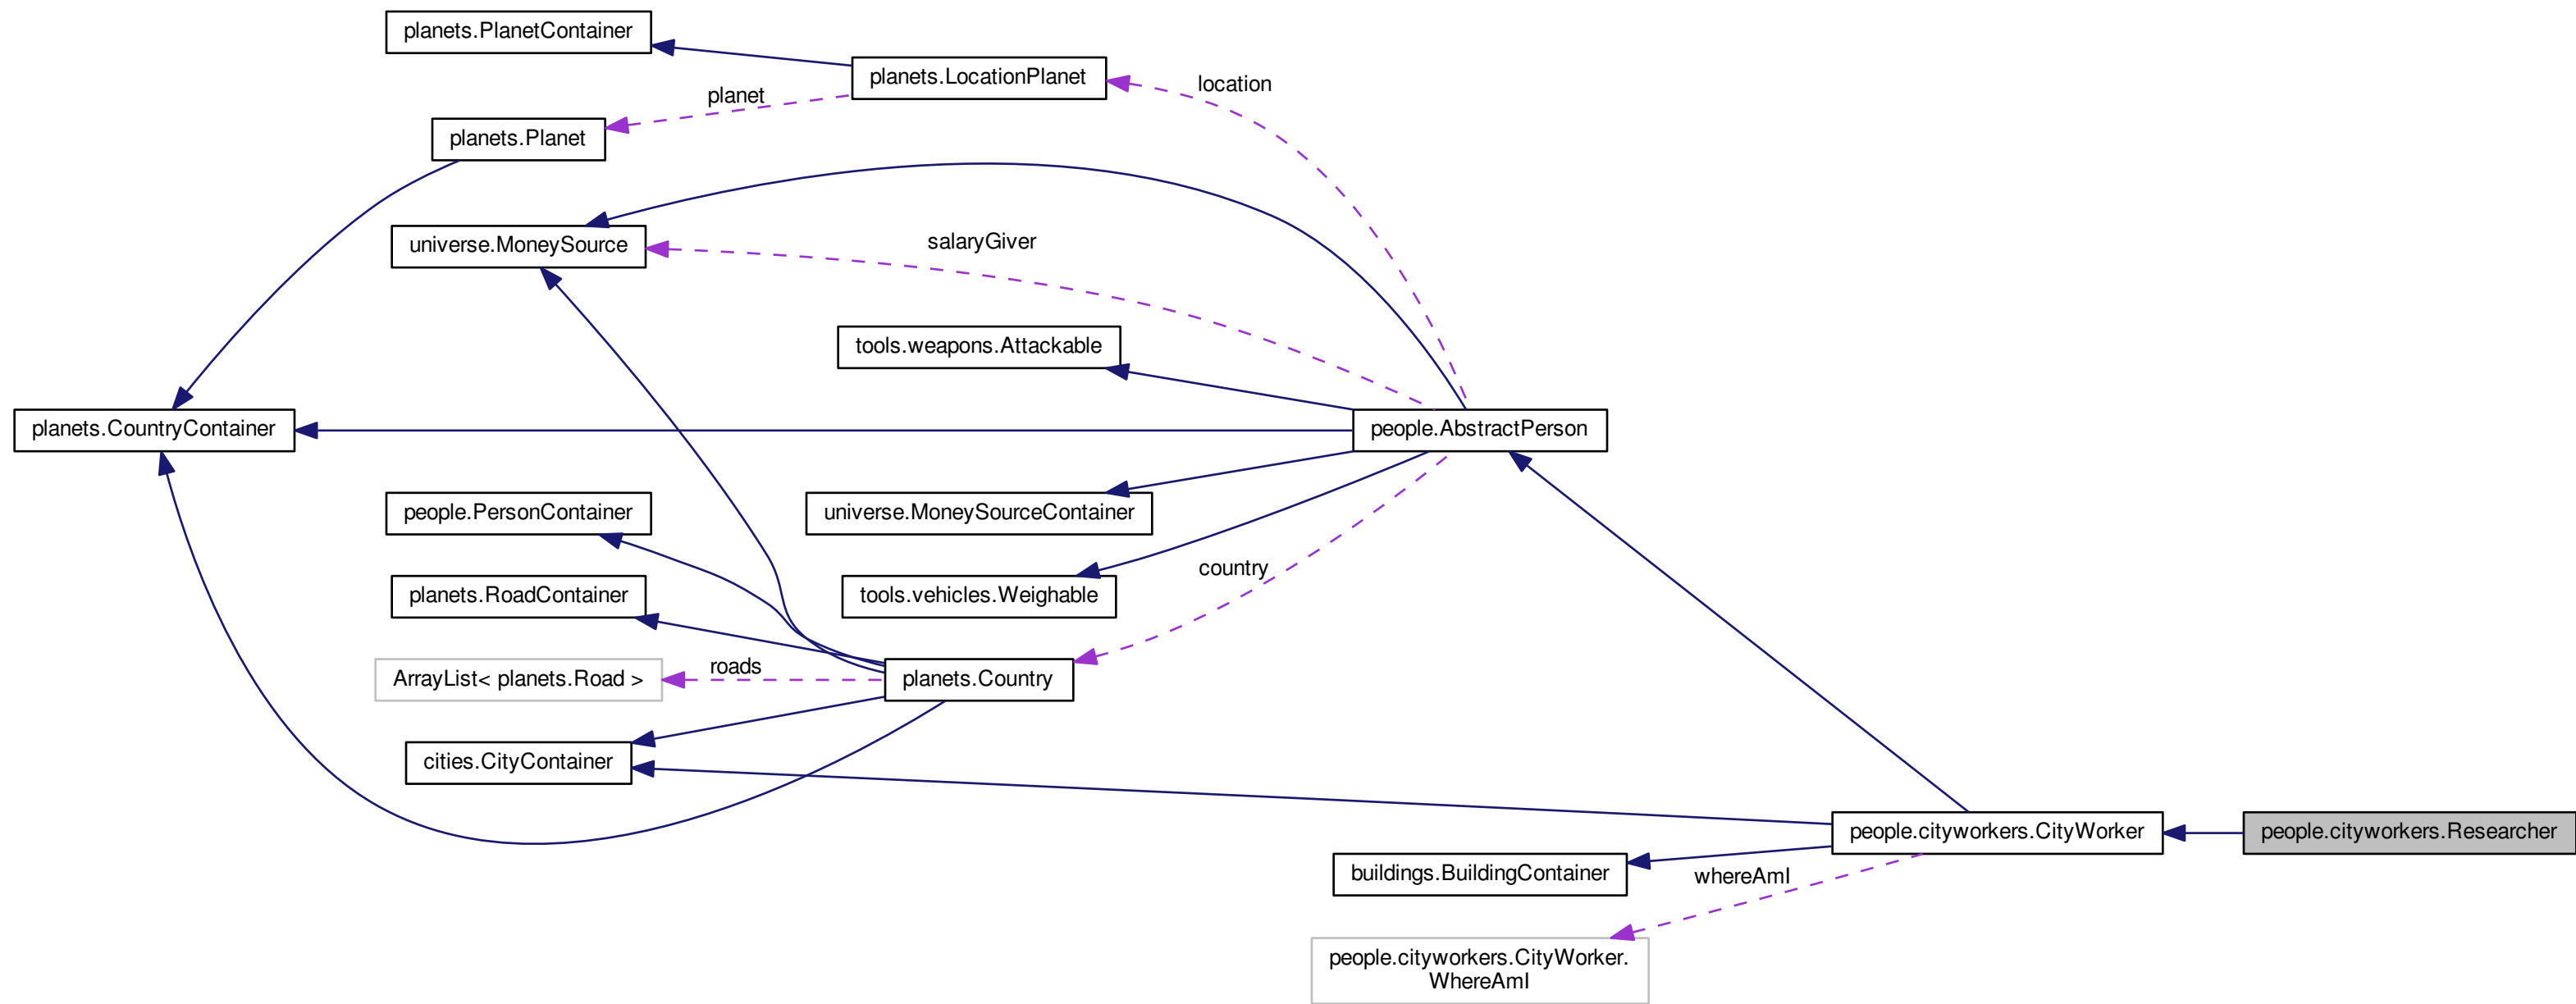 planets.PlanetContainer
planets.LocationPlanet
location
planet
planets.Planet
universe.MoneySource
salaryGiver
tools.weapons.Attackable
planets.CountryContainer
people.AbstractPerson
people.PersonContainer
universe.MoneySourceContainer
country
planets.RoadContainer
tools.vehicles.Weighable
roads
ArrayList< planets.Road >
planets.Country
cities.CityContainer
people.cityworkers.CityWorker
people.cityworkers.Researcher
buildings.BuildingContainer
whereAmI
people.cityworkers.CityWorker.
WhereAmI